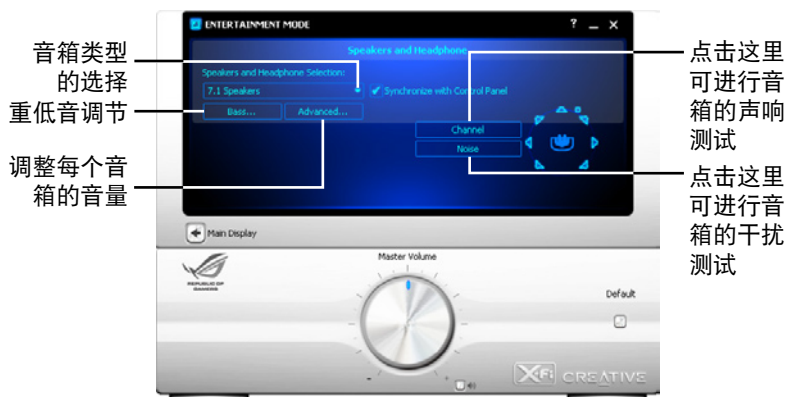 音箱类型
的选择
重低音调节
调整每个音
箱的音量
ENTERTAINMENT MODE
? _ X
Speakers and Headphone
Speakers and Headphone Selection:
7.1 Speakers
Synchronize with Control Panel
Bass...
Advanced...
Channel
Noise
Main Display
REPUBLIC OF
GAMERS
Master Volume
- +
Default
X-Fi CREATIVE
点击这里
可进行音
箱的声响
测试
点击这里
可进行音
箱的干扰
测试